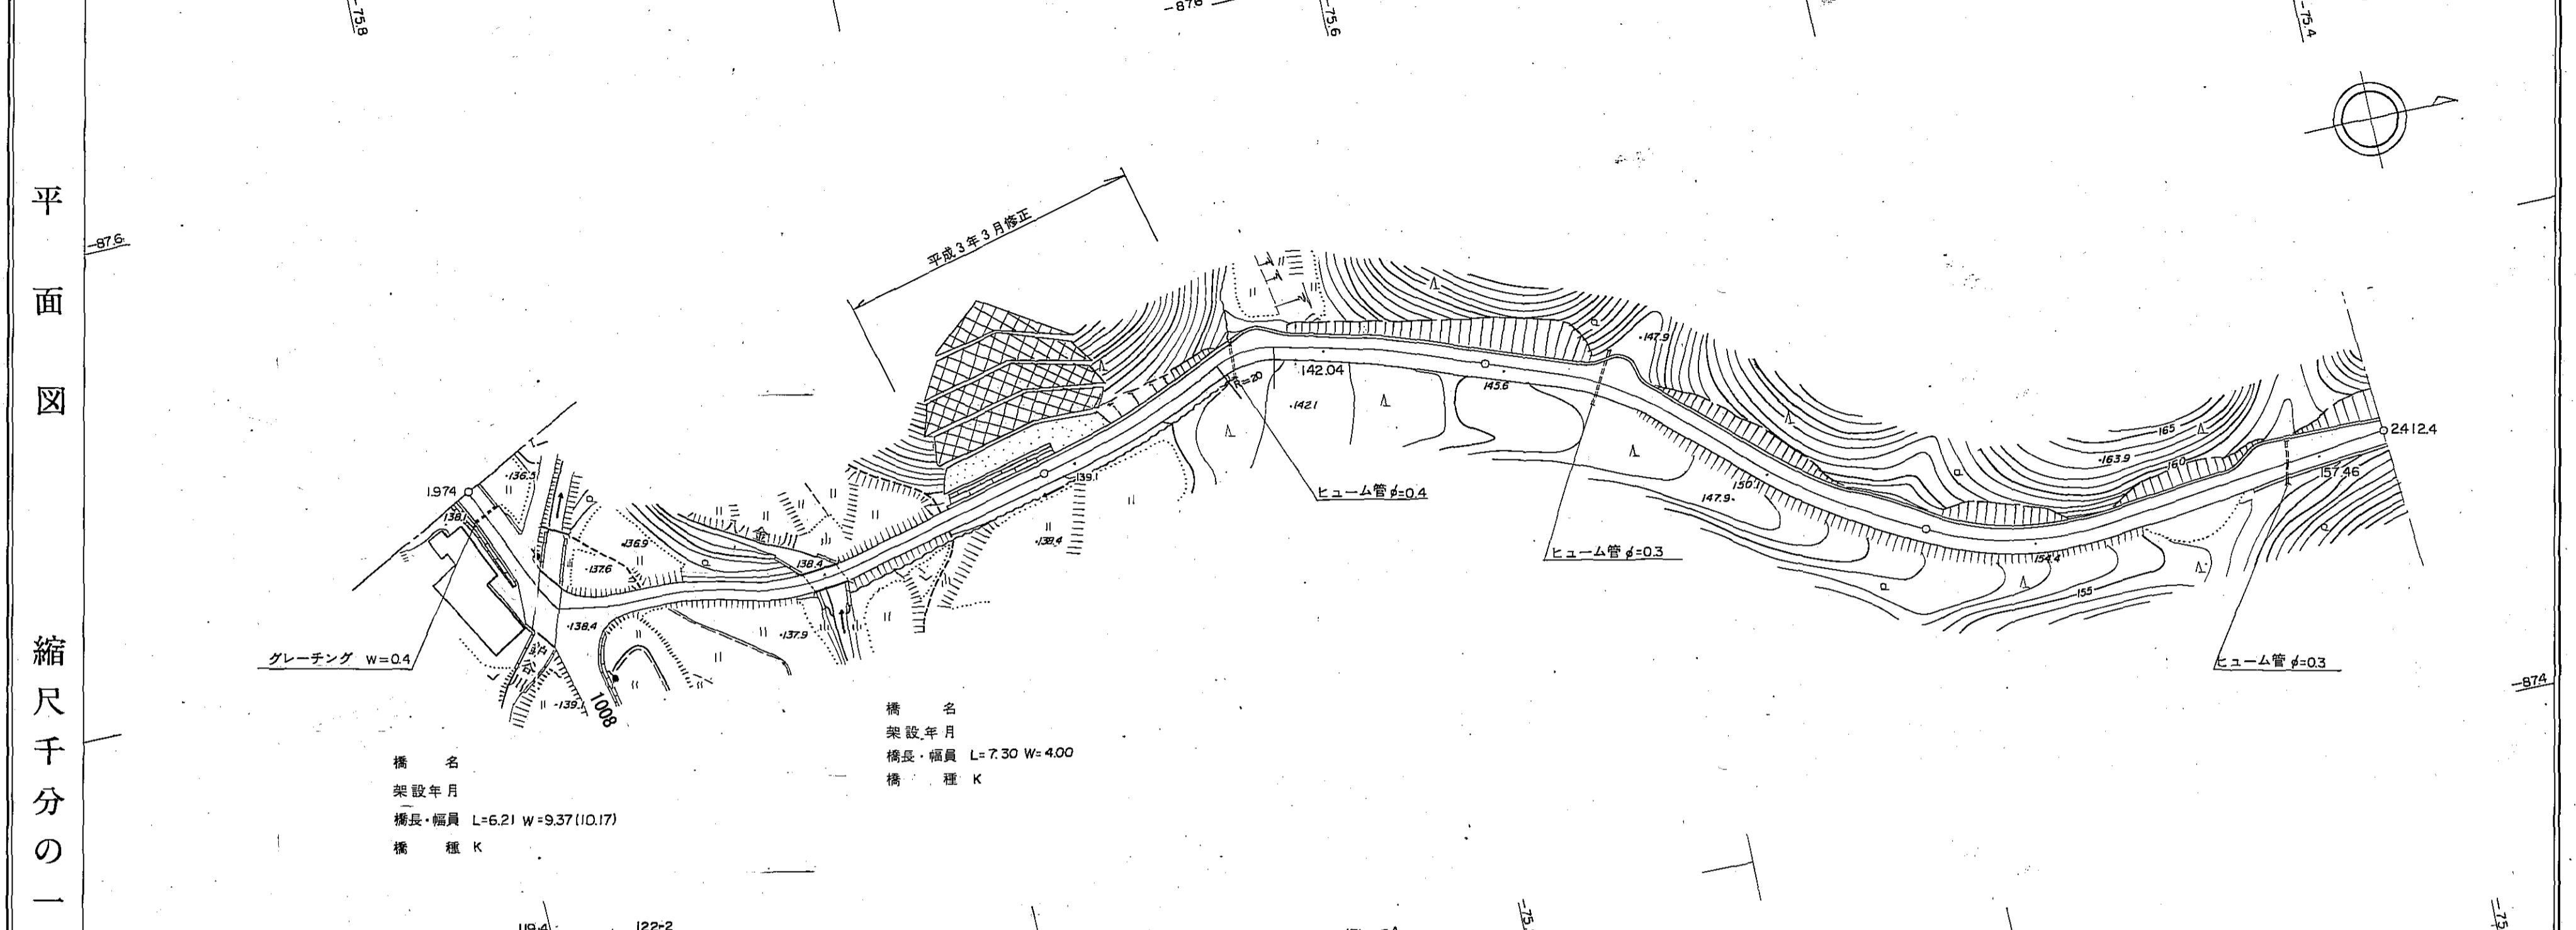 平面図 縮尺千分の一
-75.8
-87.6
-75.6
-75.4
-87.6
平成3年3月修正
1.974
138.1
136.5
136.9
137.6
八金
138.4
138.4
137.9
139.1
1008
139.1
138.4
R=20
142.04
142.1
145.6
147.9
147.9
150.1
154.4
155
165
163.9
160
2412.4
157.46
グレーチング W=0.4
ヒューム管 φ=0.4
ヒューム管 φ=0.3
ヒューム管 φ=0.3
-87.4
橋 名
架設年月
橋長・幅員 L=6.21 W=9.37(10.17)
橋 種 K
橋 名
架設年月
橋長・幅員 L=7.30 W=4.00
橋 種 K
119.4
122-2
-75.
-75.